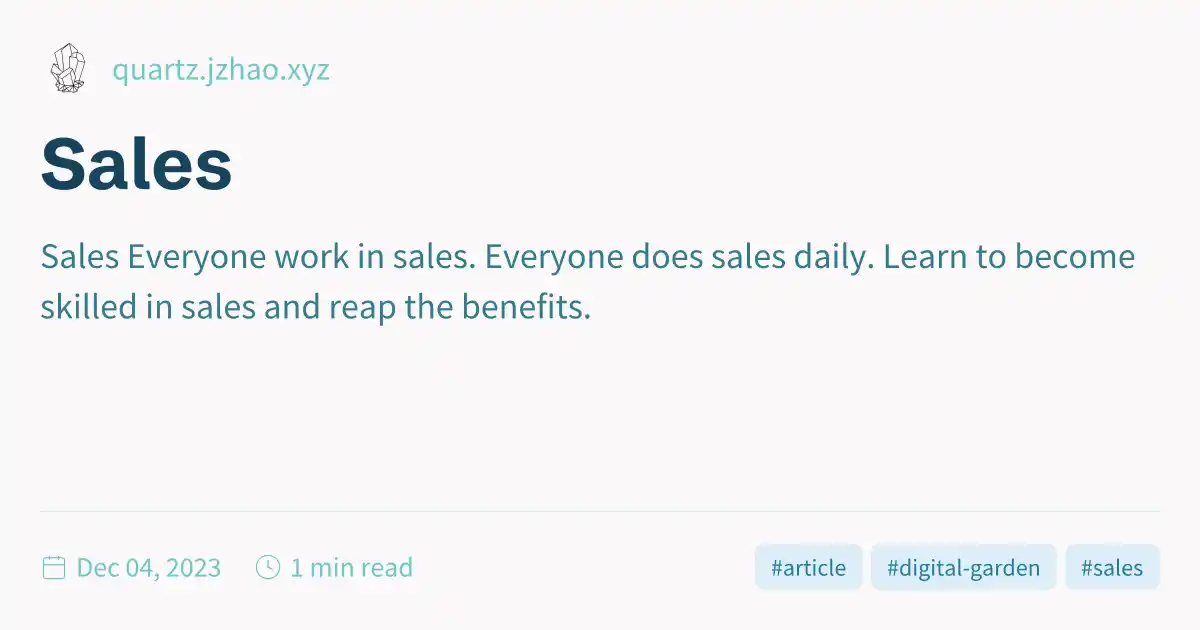 quartz.jzhao.xyz
Sales
Sales Everyone work in sales. Everyone does sales daily. Learn to become
skilled in sales and reap the benefits.
Dec 04, 2023 1 min read #article #digital-garden #sales